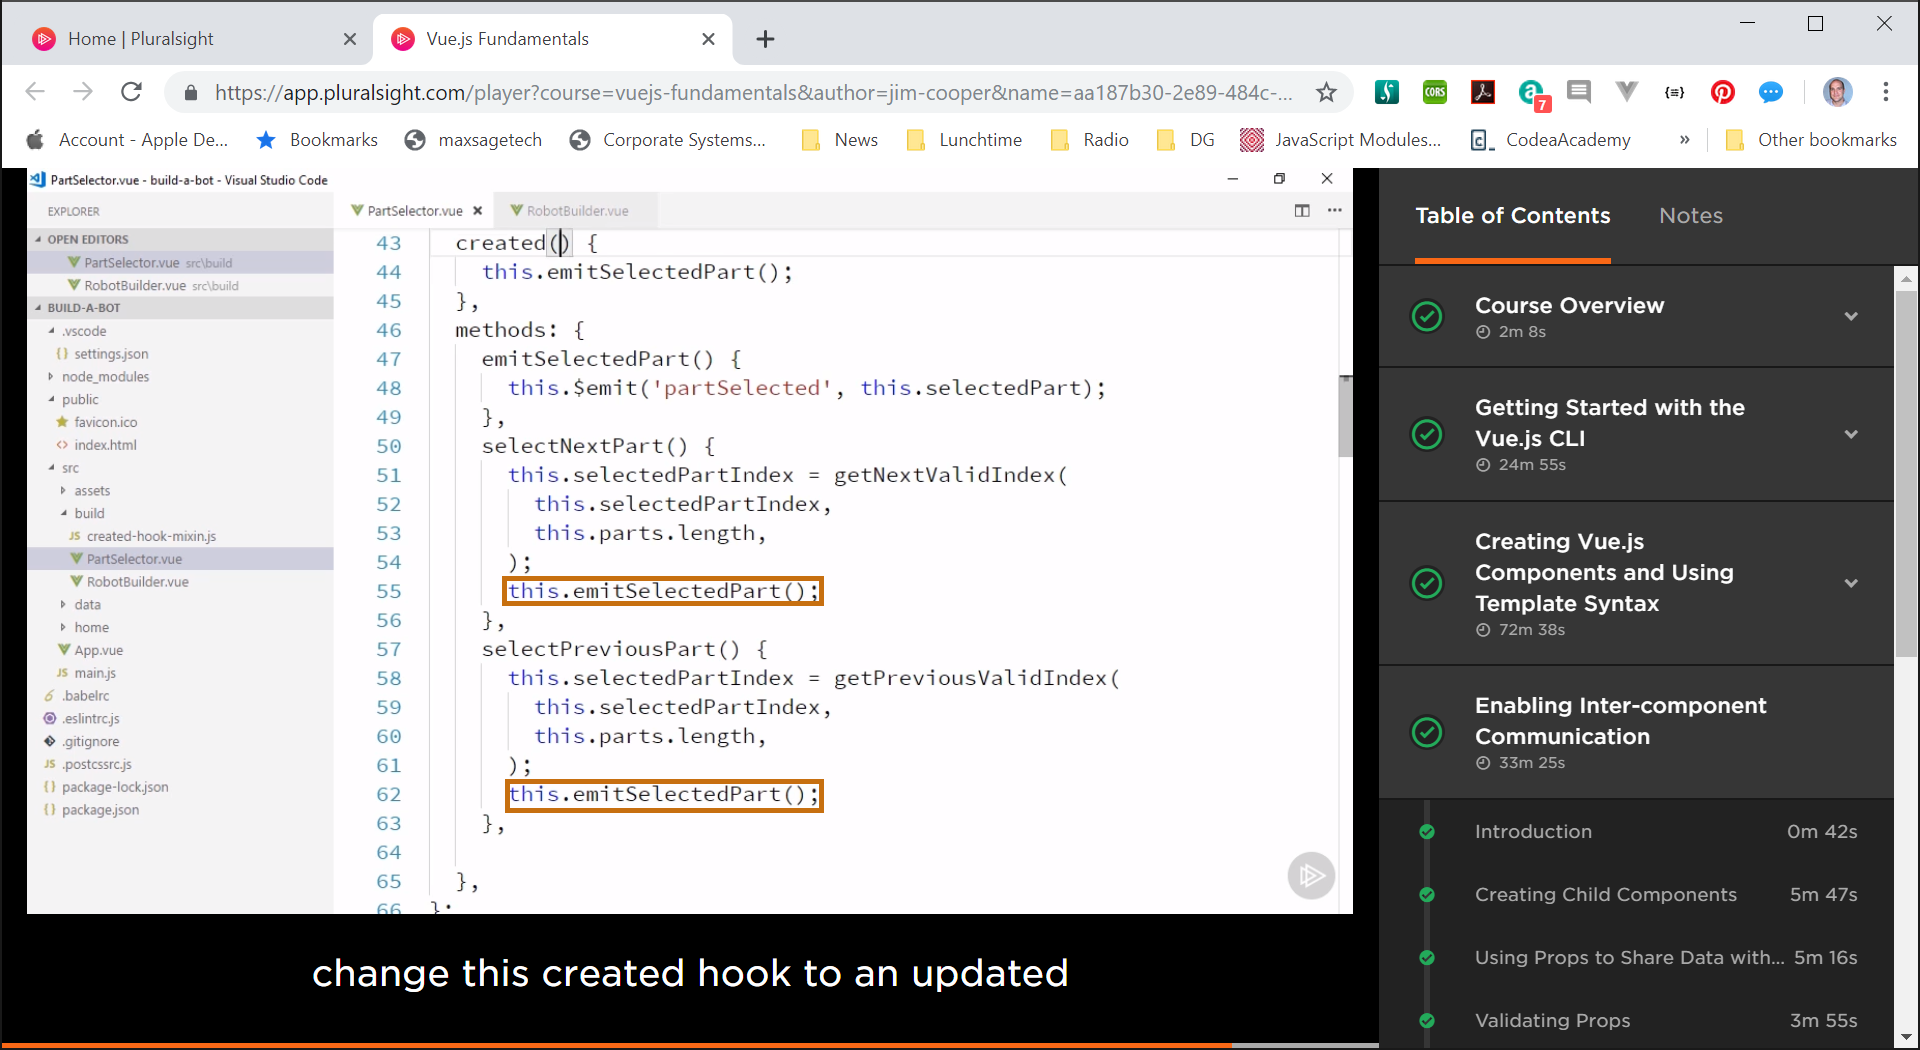 Home | Pluralsight
Vue.js Fundamentals
https://app.pluralsight.com/player?course=vuejs-fundamentals&author=jim-cooper&name=aa187b30-2e89-484c-...
CORS
7
{≡}
Account - Apple De...
Bookmarks
maxsagetech
Corporate Systems...
News
Lunchtime
Radio
DG
JavaScript Modules...
CodeaAcademy
»
Other bookmarks
PartSelector.vue - build-a-bot - Visual Studio Code
EXPLORER
OPEN EDITORS
PartSelector.vue src\build
RobotBuilder.vue src\build
BUILD-A-BOT
.vscode
{} settings.json
node_modules
public
favicon.ico
<> index.html
src
assets
build
JS created-hook-mixin.js
PartSelector.vue
RobotBuilder.vue
data
home
App.vue
JS main.js
.babelrc
.eslintrc.js
.gitignore
JS .postcssrc.js
{} package-lock.json
{} package.json
PartSelector.vue
RobotBuilder.vue
43 created() {
44 this.emitSelectedPart();
45 },
46 methods: {
47 emitSelectedPart() {
48 this.$emit('partSelected', this.selectedPart);
49 },
50 selectNextPart() {
51 this.selectedPartIndex = getNextValidIndex(
52 this.selectedPartIndex,
53 this.parts.length,
54 );
55 this.emitSelectedPart();
56 },
57 selectPreviousPart() {
58 this.selectedPartIndex = getPreviousValidIndex(
59 this.selectedPartIndex,
60 this.parts.length,
61 );
62 this.emitSelectedPart();
63 },
64
65 },
66 };
change this created hook to an updated
Table of Contents
Notes
Course Overview
2m 8s
Getting Started with the
Vue.js CLI
24m 55s
Creating Vue.js
Components and Using
Template Syntax
72m 38s
Enabling Inter-component
Communication
33m 25s
Introduction 0m 42s
Creating Child Components 5m 47s
Using Props to Share Data with... 5m 16s
Validating Props 3m 55s